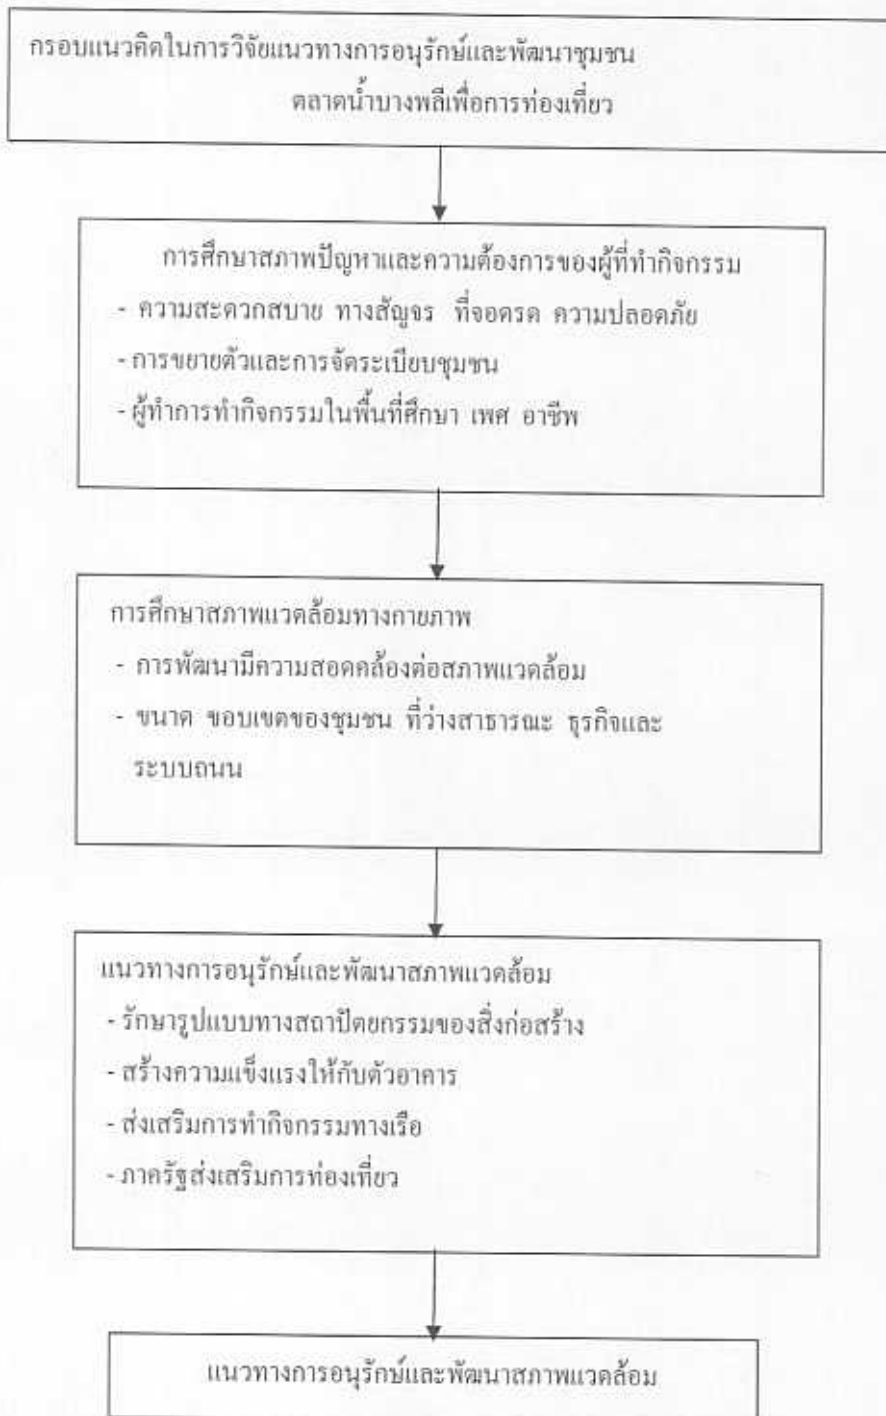 กรอบแนวคิดในการวิจัยแนวทางการอนุรักษ์และพัฒนาชุมชน
ตลาดน้ำบางพลีเพื่อการท่องเที่ยว
การศึกษาสภาพปัญหาและความต้องการของผู้ที่ทำกิจกรรม
- ความสะดวกสบาย ทางสัญจร ที่จอดรถ ความปลอดภัย
- การขยายตัวและการจัดระเบียบชุมชน
- ผู้ทำการทำกิจกรรมในพื้นที่ศึกษา เพศ อาชีพ
การศึกษาสภาพแวดล้อมทางกายภาพ
- การพัฒนามีความสอดคล้องต่อสภาพแวดล้อม
- ขนาด ขอบเขตของชุมชน ที่ว่างสาธารณะ ธุรกิจและ
ระบบถนน
แนวทางการอนุรักษ์และพัฒนาสภาพแวดล้อม
- รักษารูปแบบทางสถาปัตยกรรมของสิ่งก่อสร้าง
- สร้างความแข็งแรงให้กับตัวอาคาร
- ส่งเสริมการทำกิจกรรมทางเรือ
- ภาครัฐส่งเสริมการท่องเที่ยว
แนวทางการอนุรักษ์และพัฒนาสภาพแวดล้อม